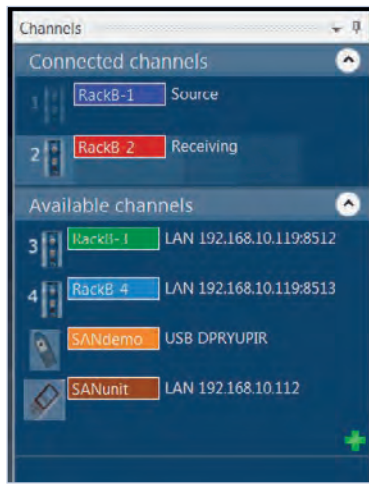 Channels
Connected channels
1 RackB-1 Source
2 RackB-2 Receiving
Available channels
3 RackB-3 LAN 192.168.10.119:8512
4 RackB-4 LAN 192.168.10.119:8513
SANdemo USB DPRYUPIR
SANunit LAN 192.168.10.112